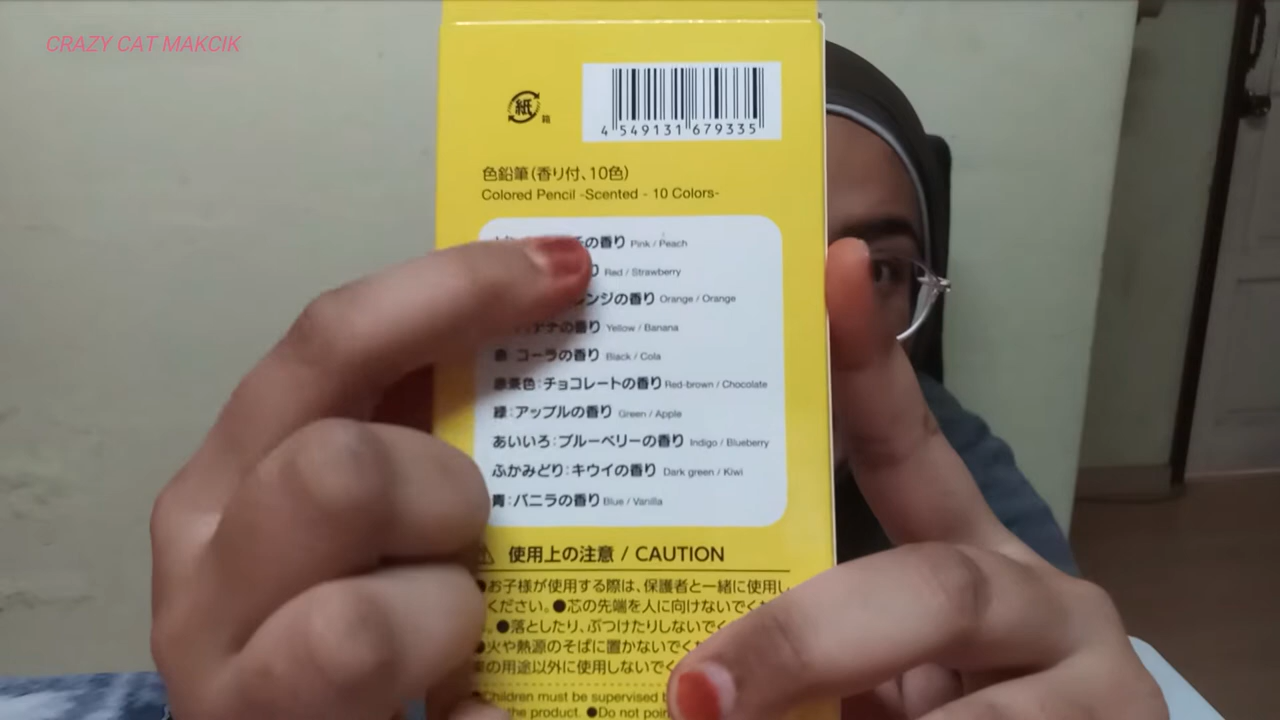 CRAZY CAT MAKCIK
紙 箱
4 549131 679335
色鉛筆(香り付、10色)
Colored Pencil -Scented - 10 Colors-
の香り Pink / Peach
Red / Strawberry
ンジの香り Orange / Orange
ナナの香り Yellow / Banana
コーラの香り Black / Cola
赤茶色:チョコレートの香り Red-brown / Chocolate
緑:アップルの香り Green / Apple
あいいろ:ブルーベリーの香り Indigo / Blueberry
ふかみどり:キウイの香り Dark green / Kiwi
青:バニラの香り Blue / Vanilla
使用上の注意 / CAUTION
●お子様が使用する際は、保護者と一緒に使用し
ください。●芯の先端を人に向けないでくだ
●落としたり、ぶつけたりしないでく
●火や熱源のそばに置かないでくだ
の用途以外に使用しないでく
●Children must be supervised
the product. ●Do not poin